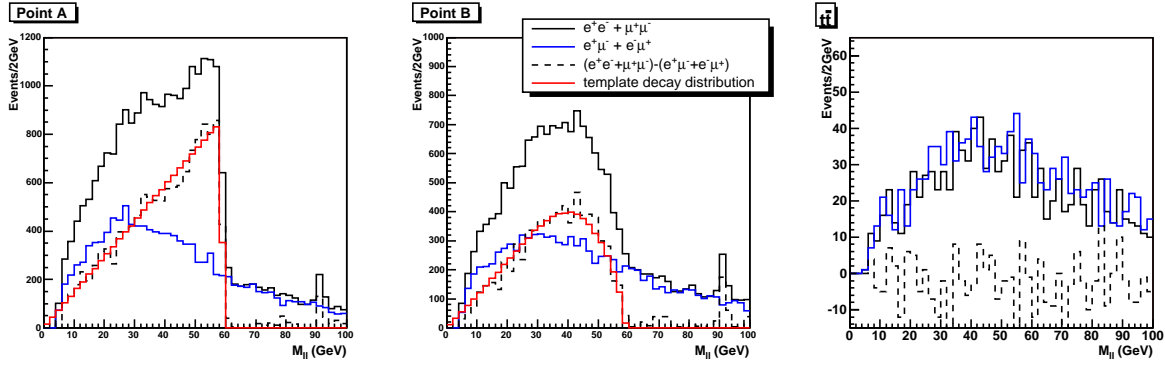 Point A
Events/2GeV
1200
1000
800
600
400
200
0
0 10 20 30 40 50 60 70 80 90 100
M_ll (GeV)
Point B
Events/2GeV
1000
900
800
700
600
500
400
300
200
100
0
0 10 20 30 40 50 60 70 80 90 100
M_ll (GeV)
e⁺e⁻ + μ⁺μ⁻
e⁺μ⁻ + e⁻μ⁺
(e⁺e⁻+μ⁺μ⁻)-(e⁺μ⁻+e⁻μ⁺)
template decay distribution
tt̄
Events/2GeV
60
50
40
30
20
10
0
-10
0 10 20 30 40 50 60 70 80 90 100
M_ll (GeV)